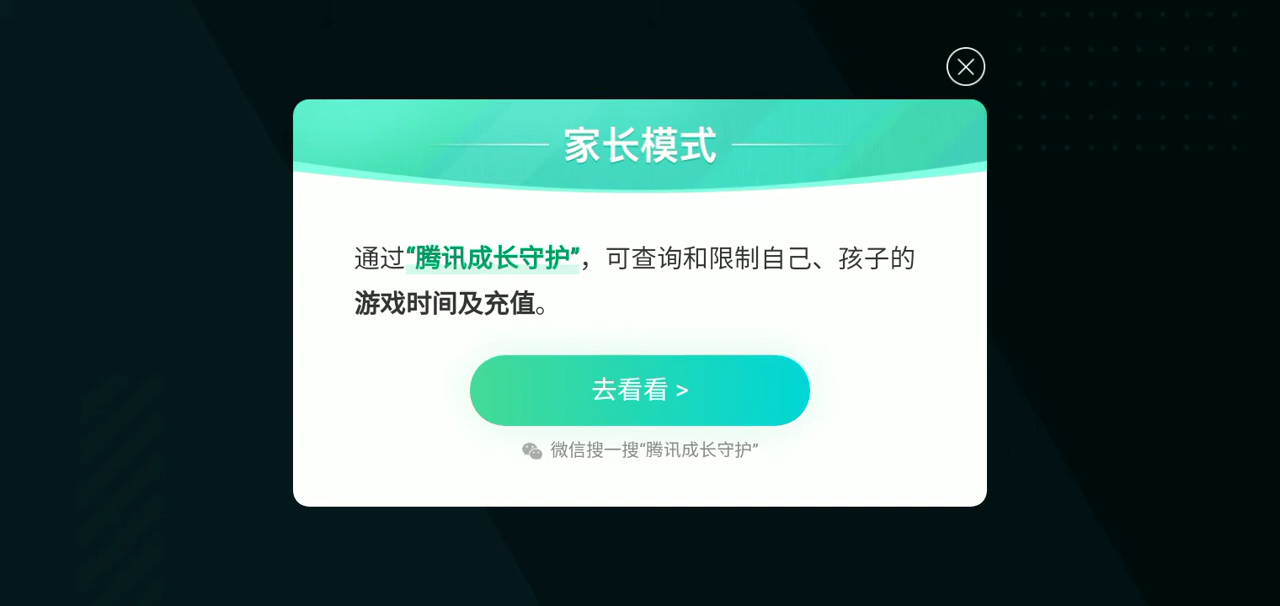 家长模式
通过“腾讯成长守护”，可查询和限制自己、孩子的
游戏时间及充值。
去看看 >
微信搜一搜“腾讯成长守护”